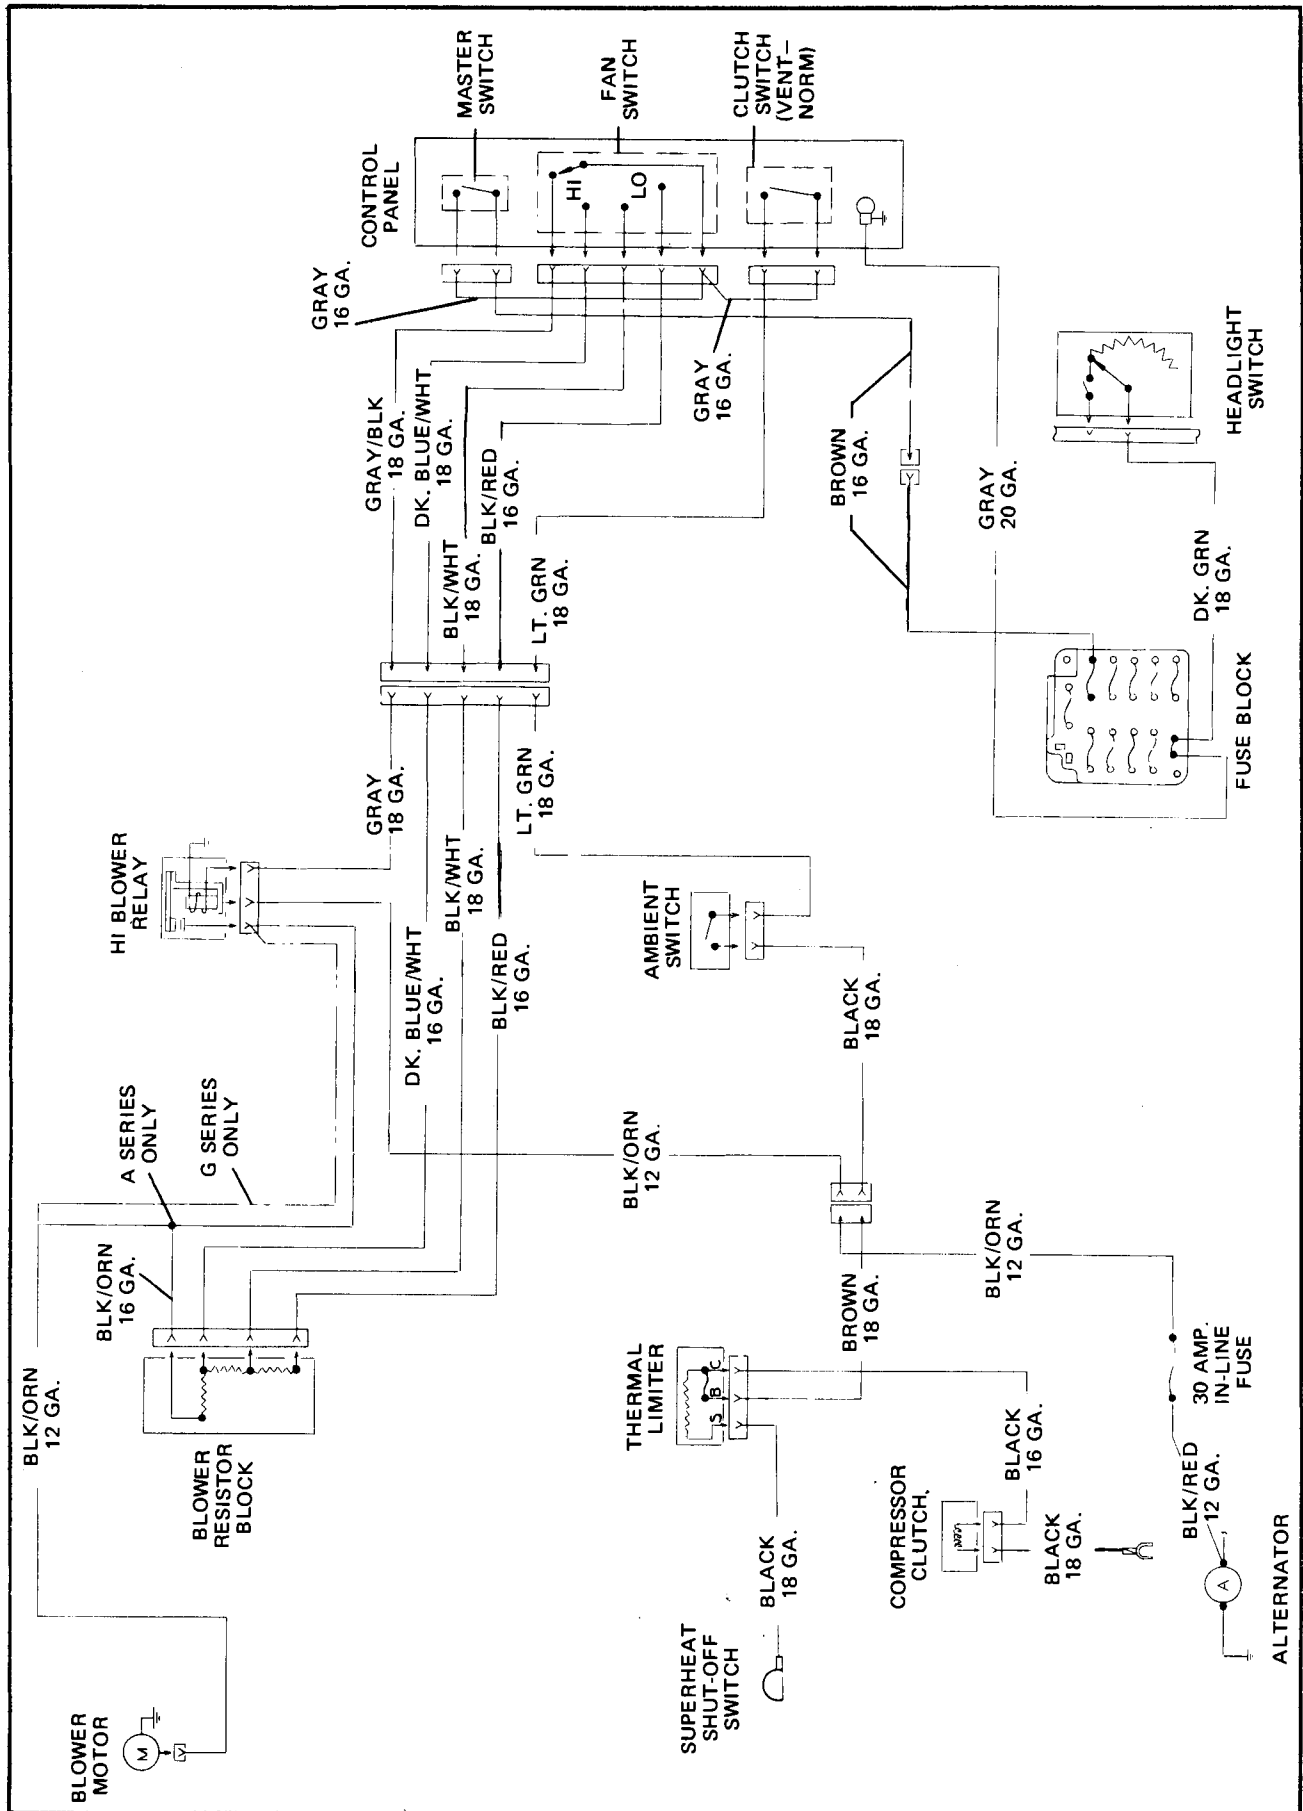 MASTER
SWITCH
FAN
SWITCH
CLUTCH
SWITCH
(VENT-
NORM)
CONTROL
PANEL
HI
LO
GRAY
16 GA.
GRAY/BLK
18 GA.
DK. BLUE/WHT
18 GA.
BLK/WHT
18 GA.
BLK/RED
16 GA.
LT. GRN
18 GA.
GRAY
16 GA.
BROWN
16 GA.
GRAY
20 GA.
HEADLIGHT
SWITCH
DK. GRN
18 GA.
FUSE BLOCK
HI BLOWER
RELAY
GRAY
18 GA.
DK. BLUE/WHT
16 GA.
BLK/WHT
18 GA.
BLK/RED
16 GA.
LT. GRN
18 GA.
AMBIENT
SWITCH
BLACK
18 GA.
A SERIES
ONLY
G SERIES
ONLY
BLK/ORN
12 GA.
BLK/ORN
16 GA.
BLK/ORN
12 GA.
BLOWER
RESISTOR
BLOCK
BLOWER
MOTOR
M
THERMAL
LIMITER
S
B
C
BROWN
18 GA.
BLK/ORN
12 GA.
30 AMP.
IN-LINE
FUSE
BLACK
18 GA.
SUPERHEAT
SHUT-OFF
SWITCH
COMPRESSOR
CLUTCH.
BLACK
16 GA.
BLACK
18 GA.
BLK/RED
12 GA.
A
ALTERNATOR